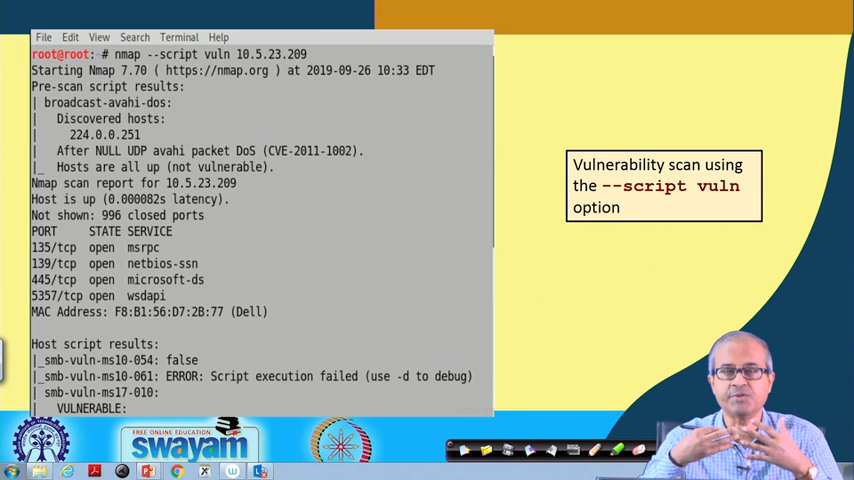 File Edit View Search Terminal Help
root@root:~# nmap --script vuln 10.5.23.209
Starting Nmap 7.70 ( https://nmap.org ) at 2019-09-26 10:33 EDT
Pre-scan script results:
| broadcast-avahi-dos:
|   Discovered hosts:
|     224.0.0.251
|   After NULL UDP avahi packet DoS (CVE-2011-1002).
|_  Hosts are all up (not vulnerable).
Nmap scan report for 10.5.23.209
Host is up (0.000082s latency).
Not shown: 996 closed ports
PORT     STATE SERVICE
135/tcp  open  msrpc
139/tcp  open  netbios-ssn
445/tcp  open  microsoft-ds
5357/tcp open  wsdapi
MAC Address: F8:B1:56:D7:2B:77 (Dell)
Host script results:
|_smb-vuln-ms10-054: false
|_smb-vuln-ms10-061: ERROR: Script execution failed (use -d to debug)
| smb-vuln-ms17-010:
|   VULNERABLE:
Vulnerability scan using
the --script vuln
option
FREE ONLINE EDUCATION
swayam